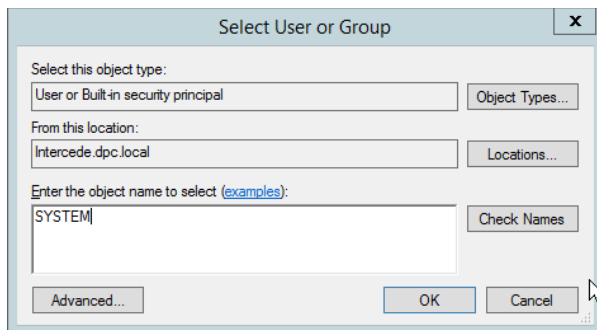 Select User or Group
x
Select this object type:
User or Built-in security principal
Object Types...
From this location:
Intercede.dpc.local
Locations...
Enter the object name to select (examples):
SYSTEM
Check Names
Advanced...
OK
Cancel